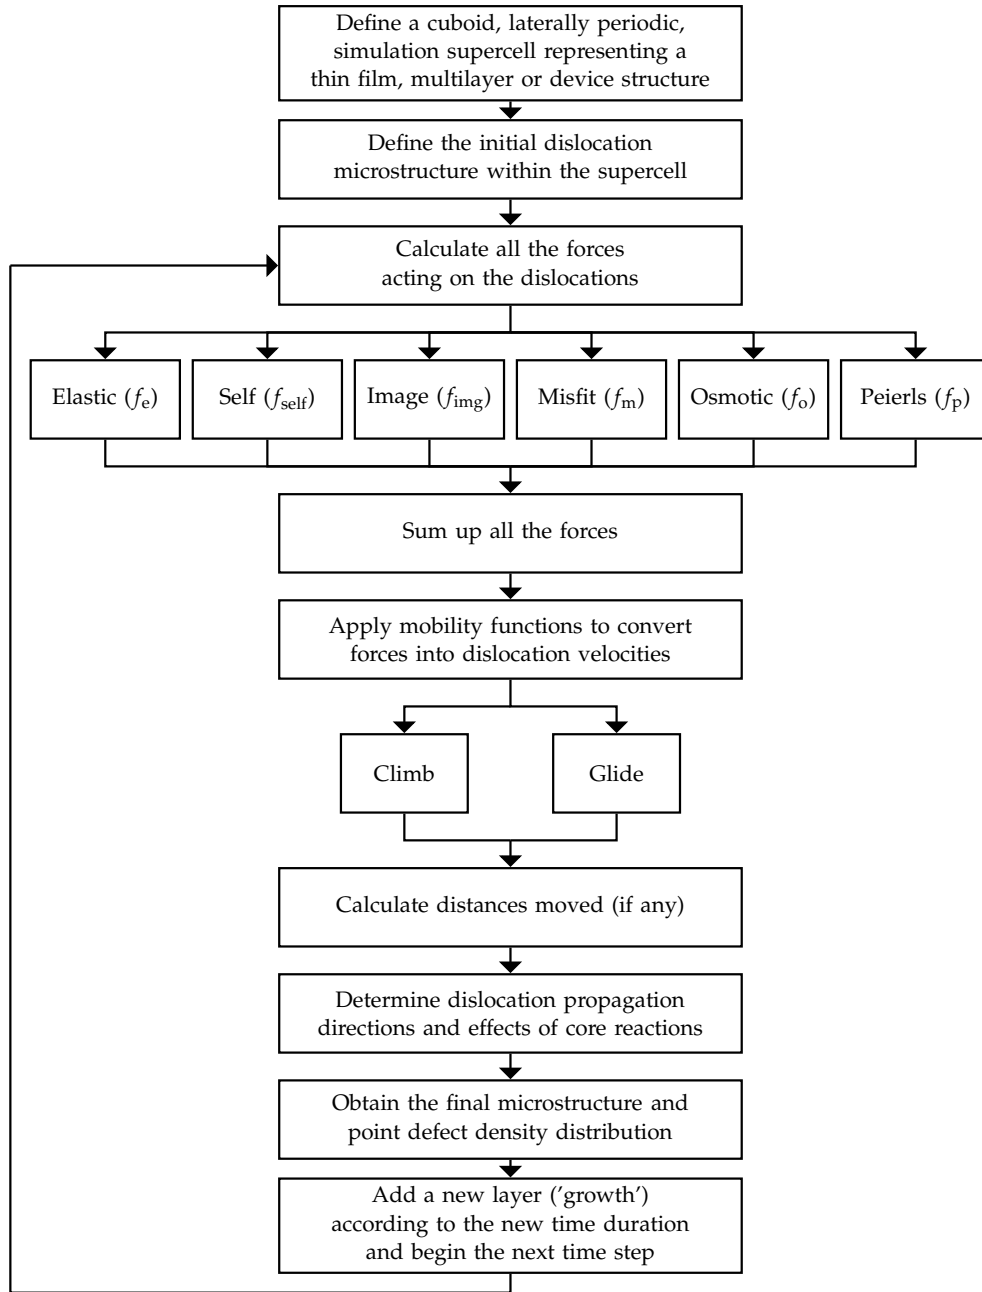 Define a cuboid, laterally periodic,
simulation supercell representing a
thin film, multilayer or device structure
Define the initial dislocation
microstructure within the supercell
Calculate all the forces
acting on the dislocations
Elastic (fe)
Self (fself)
Image (fimg)
Misfit (fm)
Osmotic (fo)
Peierls (fp)
Sum up all the forces
Apply mobility functions to convert
forces into dislocation velocities
Climb
Glide
Calculate distances moved (if any)
Determine dislocation propagation
directions and effects of core reactions
Obtain the final microstructure and
point defect density distribution
Add a new layer ('growth')
according to the new time duration
and begin the next time step